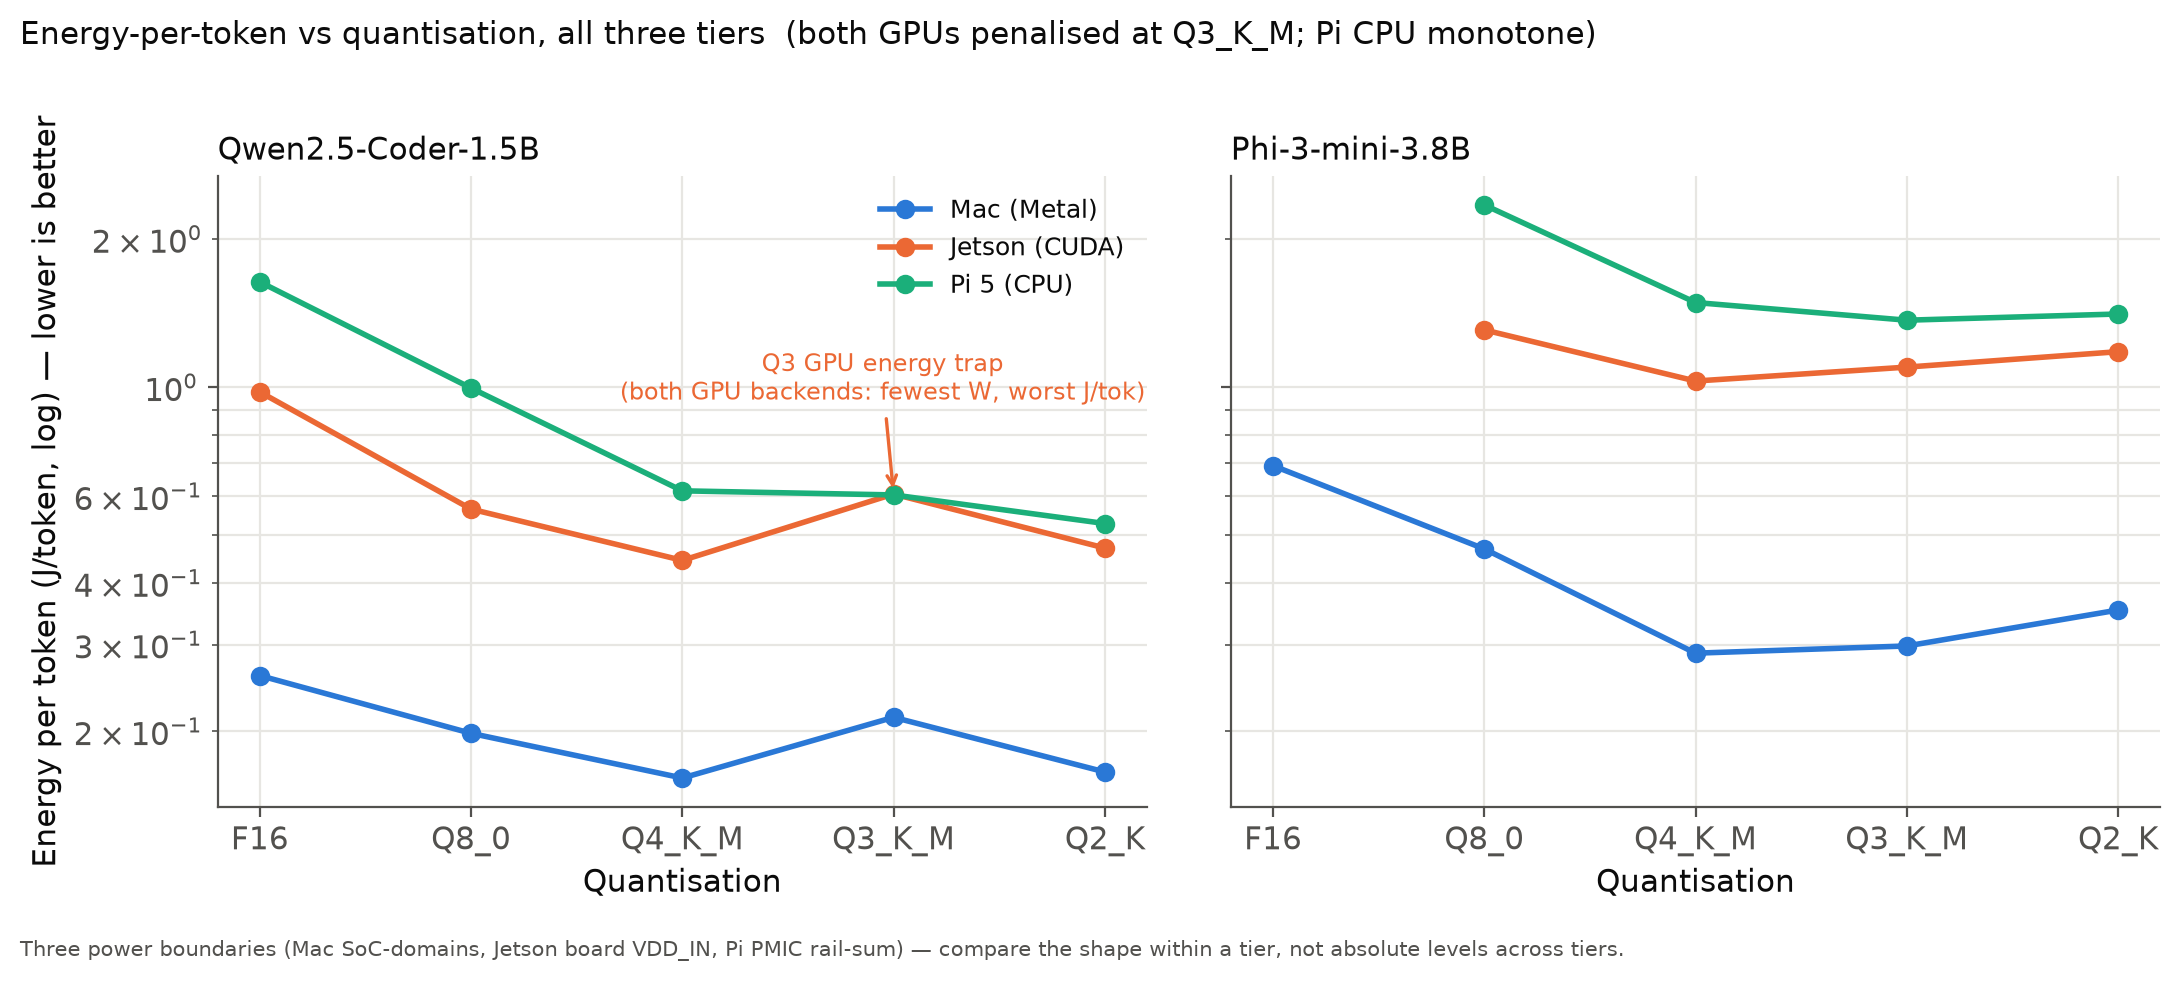 Energy-per-token vs quantisation, all three tiers  (both GPUs penalised at Q3_K_M; Pi CPU monotone)
Energy per token (J/token, log) — lower is better
Qwen2.5-Coder-1.5B
Mac (Metal)
Jetson (CUDA)
Pi 5 (CPU)
Q3 GPU energy trap
(both GPU backends: fewest W, worst J/tok)
2 × 10⁰
10⁰
6 × 10⁻¹
4 × 10⁻¹
3 × 10⁻¹
2 × 10⁻¹
F16 Q8_0 Q4_K_M Q3_K_M Q2_K
Quantisation
Phi-3-mini-3.8B
F16 Q8_0 Q4_K_M Q3_K_M Q2_K
Quantisation
Three power boundaries (Mac SoC-domains, Jetson board VDD_IN, Pi PMIC rail-sum) — compare the shape within a tier, not absolute levels across tiers.